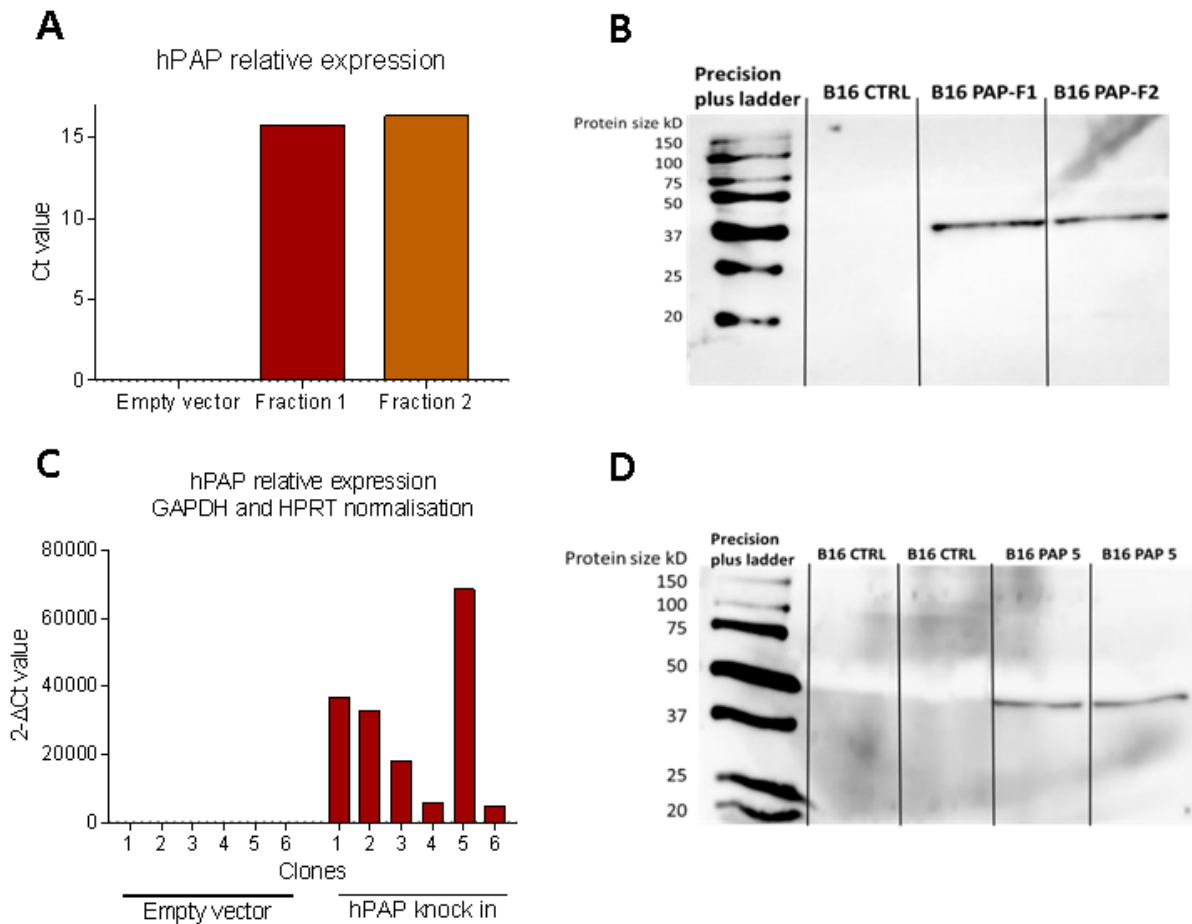 A
hPAP relative expression
Ct value
15
10
5
0
Empty vector Fraction 1 Fraction 2
B
Precision
plus ladder
B16 CTRL
B16 PAP-F1
B16 PAP-F2
Protein size kD
150
100
75
50
37
25
20
C
hPAP relative expression
GAPDH and HPRT normalisation
2-ΔCt value
80000
60000
40000
20000
0
1 2 3 4 5 6 1 2 3 4 5 6
Clones
Empty vector hPAP knock in
D
Precision
plus ladder
B16 CTRL
B16 CTRL
B16 PAP 5
B16 PAP 5
Protein size kD
150
100
75
50
37
25
20